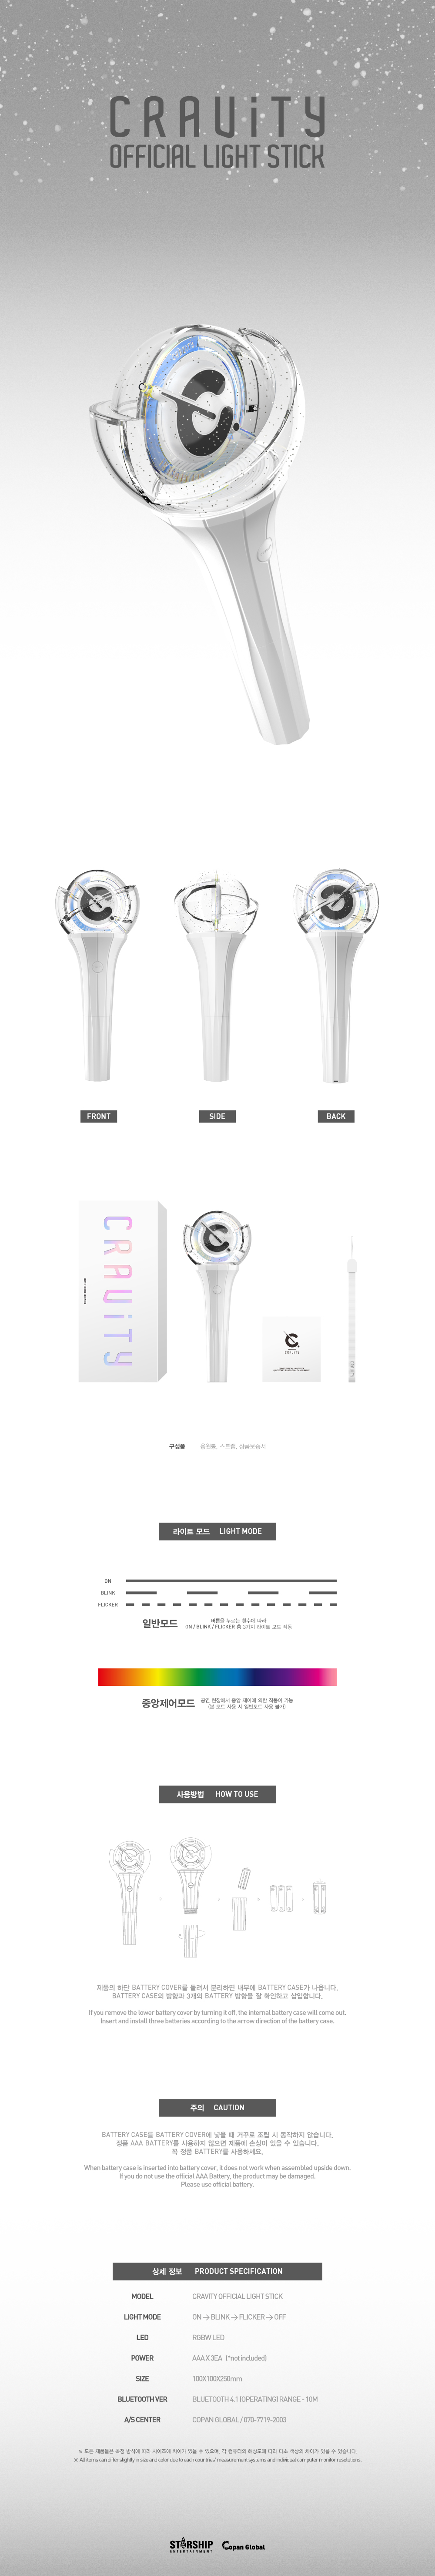 CRAViTY
OFFICIAL LIGHT STICK
FRONT
SIDE
BACK
CRAViTY
CRAVITY
구성품 응원봉, 스트랩, 상품보증서
라이트 모드 LIGHT MODE
ON
BLINK
FLICKER
일반모드
버튼을 누르는 횟수에 따라
ON / BLINK / FLICKER 총 3가지 라이트 모드 작동
중앙제어모드
공연 현장에서 중앙 제어에 의한 작동이 가능
(본 모드 사용 시 일반모드 사용 불가)
사용방법 HOW TO USE
제품의 하단 BATTERY COVER를 돌려서 분리하면 내부에 BATTERY CASE가 나옵니다.
BATTERY CASE의 방향과 3개의 BATTERY 방향을 잘 확인하고 삽입합니다.
If you remove the lower battery cover by turning it off, the internal battery case will come out.
Insert and install three batteries according to the arrow direction of the battery case.
주의 CAUTION
BATTERY CASE를 BATTERY COVER에 넣을 때 거꾸로 조립 시 동작하지 않습니다.
정품 AAA BATTERY를 사용하지 않으면 제품에 손상이 있을 수 있습니다.
꼭 정품 BATTERY를 사용하세요.
When battery case is inserted into battery cover, it does not work when assembled upside down.
If you do not use the official AAA Battery, the product may be damaged.
Please use official battery.
상세 정보 PRODUCT SPECIFICATION
MODEL CRAVITY OFFICIAL LIGHT STICK
LIGHT MODE ON → BLINK → FLICKER → OFF
LED RGBW LED
POWER AAA X 3EA (*not included)
SIZE 100X100X250mm
BLUETOOTH VER BLUETOOTH 4.1 (OPERATING) RANGE - 10M
A/S CENTER COPAN GLOBAL / 070-7719-2003
※ 모든 제품들은 측정 방식에 따라 사이즈에 차이가 있을 수 있으며, 각 컴퓨터의 해상도에 따라 다소 색상의 차이가 있을 수 있습니다.
※ All items can differ slightly in size and color due to each countries' measurement systems and individual computer monitor resolutions.
STARSHIP
ENTERTAINMENT
Copan Global